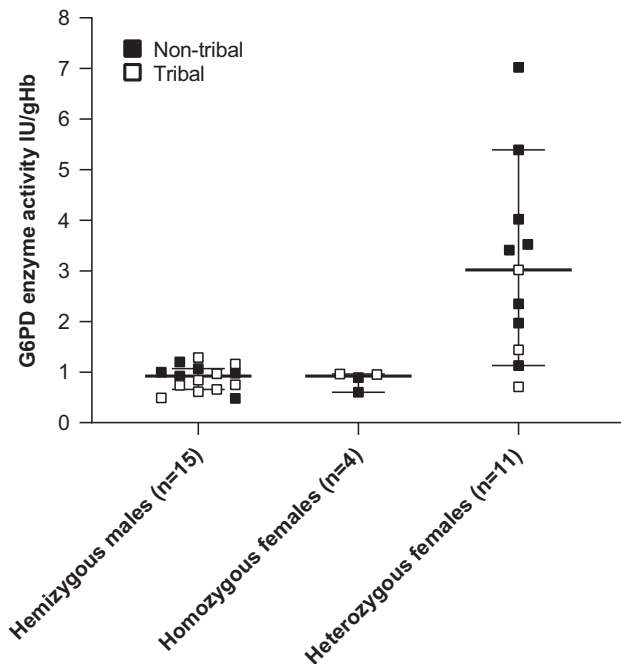 8
Non-tribal
7
Tribal
6
5
4
3
2
1
0
G6PD enzyme activity IU/gHb
Hemizygous males (n=15)
Homozygous females (n=4)
Heterozygous females (n=11)